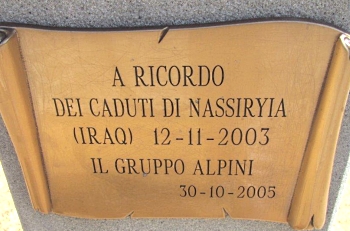 A RICORDO
DEI CADUTI DI NASSIRYIA
(IRAQ) 12-11-2003
IL GRUPPO ALPINI
30-10-2005